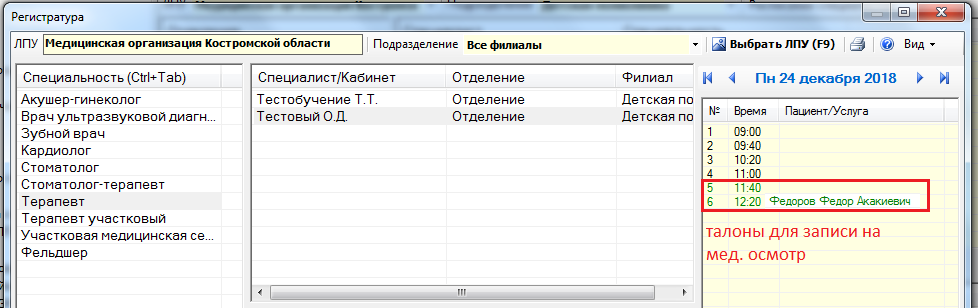 Регистратура
ЛПУ Медицинская организация Костромской области Подразделение Все филиалы Выбрать ЛПУ (F9) Вид
Специальность (Ctrl+Tab)
Акушер-гинеколог
Врач ультразвуковой диагн...
Зубной врач
Кардиолог
Стоматолог
Стоматолог-терапевт
Терапевт
Терапевт участковый
Участковая медицинская се...
Фельдшер
Специалист/Кабинет Отделение Филиал
Тестобучение Т.Т. Отделение Детская по
Тестовый О.Д. Отделение Детская по
Пн 24 декабря 2018
№ Время Пациент/Услуга
1 09:00
2 09:40
3 10:20
4 11:00
5 11:40
6 12:20 Федоров Федор Акакиевич
талоны для записи на
мед. осмотр